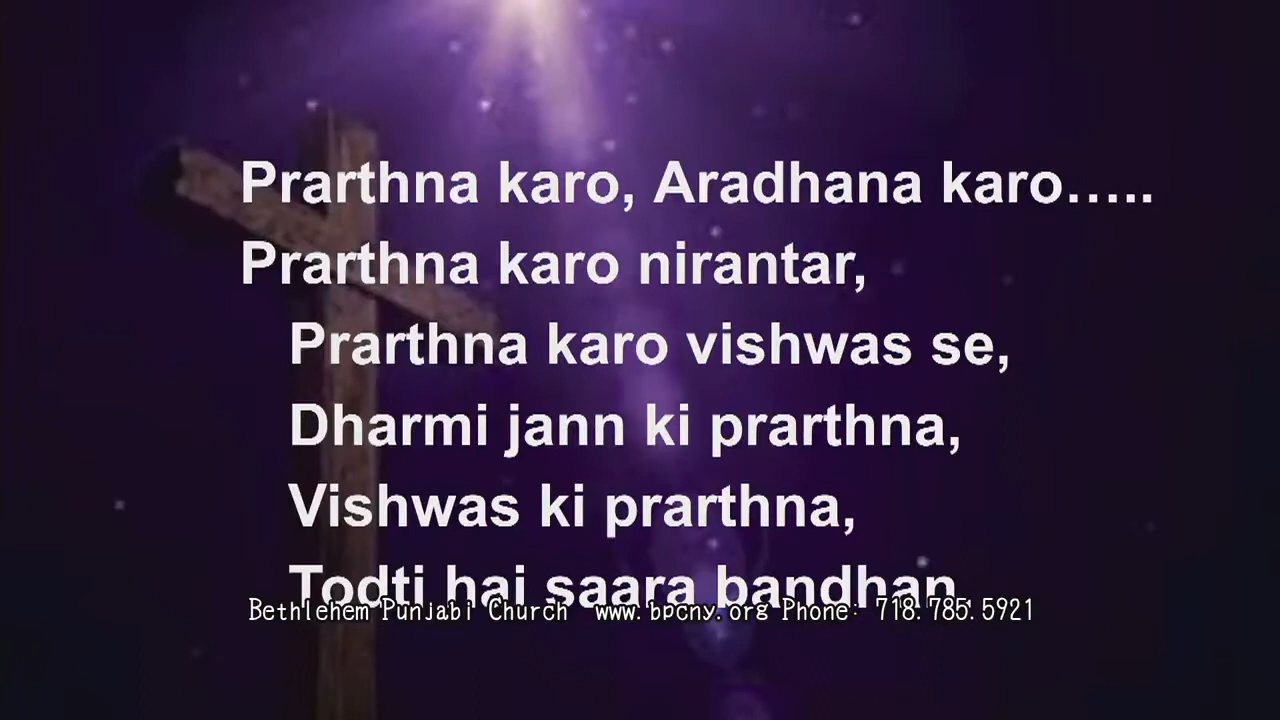 Prarthna karo, Aradhana karo.....
Prarthna karo nirantar,
Prarthna karo vishwas se,
Dharmi jann ki prarthna,
Vishwas ki prarthna,
Todti hai saara bandhan,
Bethlehem Punjabi Church www.bpcny.org Phone: 718.785.5921